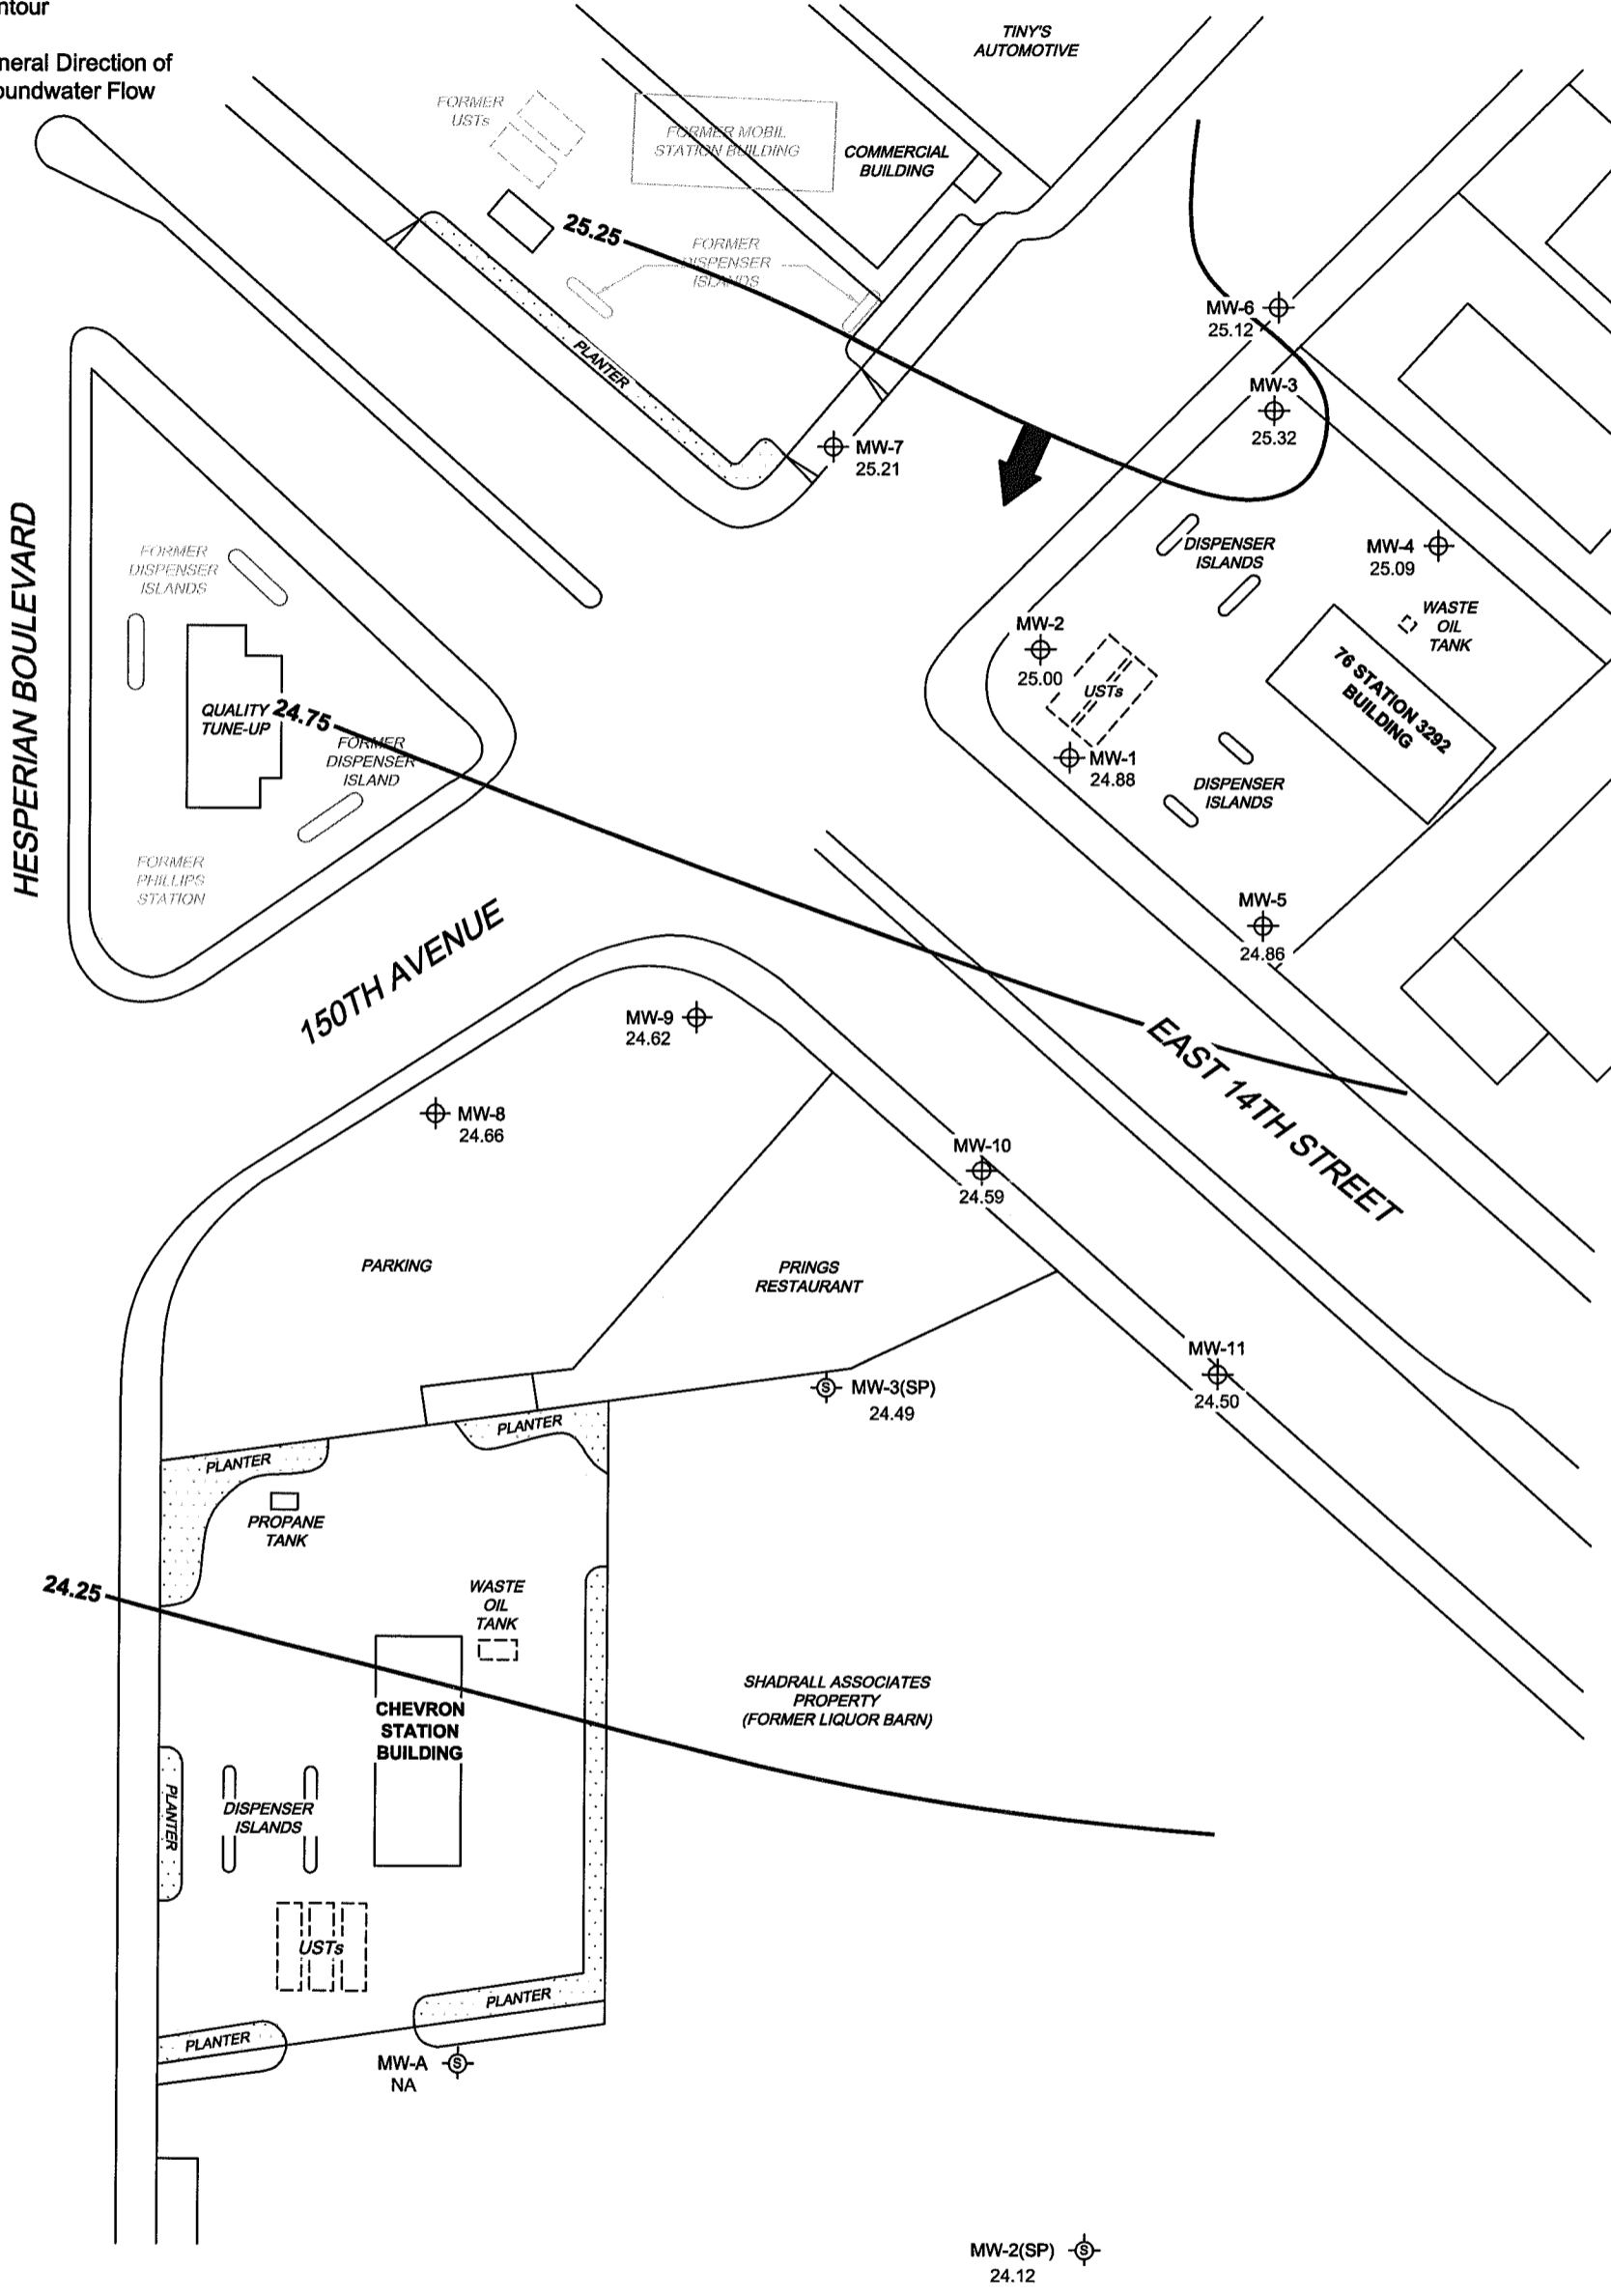 ntour
neral Direction of
oundwater Flow
TINY'S
AUTOMOTIVE
FORMER
USTs
FORMER MOBIL
STATION BUILDING
COMMERCIAL
BUILDING
25.25
FORMER
DISPENSER
ISLANDS
PLANTER
MW-6
25.12
MW-3
25.32
MW-7
25.21
HESPERIAN BOULEVARD
FORMER
DISPENSER
ISLANDS
DISPENSER
ISLANDS
MW-4
25.09
WASTE
OIL
TANK
MW-2
25.00
USTs
76 STATION 3292
BUILDING
QUALITY
TUNE-UP
24.75
FORMER
DISPENSER
ISLAND
MW-1
24.88
DISPENSER
ISLANDS
FORMER
PHILLIPS
STATION
MW-5
24.86
150TH AVENUE
MW-9
24.62
EAST 14TH STREET
MW-8
24.66
MW-10
24.59
PARKING
PRINGS
RESTAURANT
MW-11
24.50
MW-3(SP)
24.49
S
PLANTER
PLANTER
PROPANE
TANK
24.25
WASTE
OIL
TANK
SHADRALL ASSOCIATES
PROPERTY
(FORMER LIQUOR BARN)
CHEVRON
STATION
BUILDING
PLANTER
DISPENSER
ISLANDS
USTs
PLANTER
PLANTER
MW-A
NA
S
MW-2(SP)
24.12
S